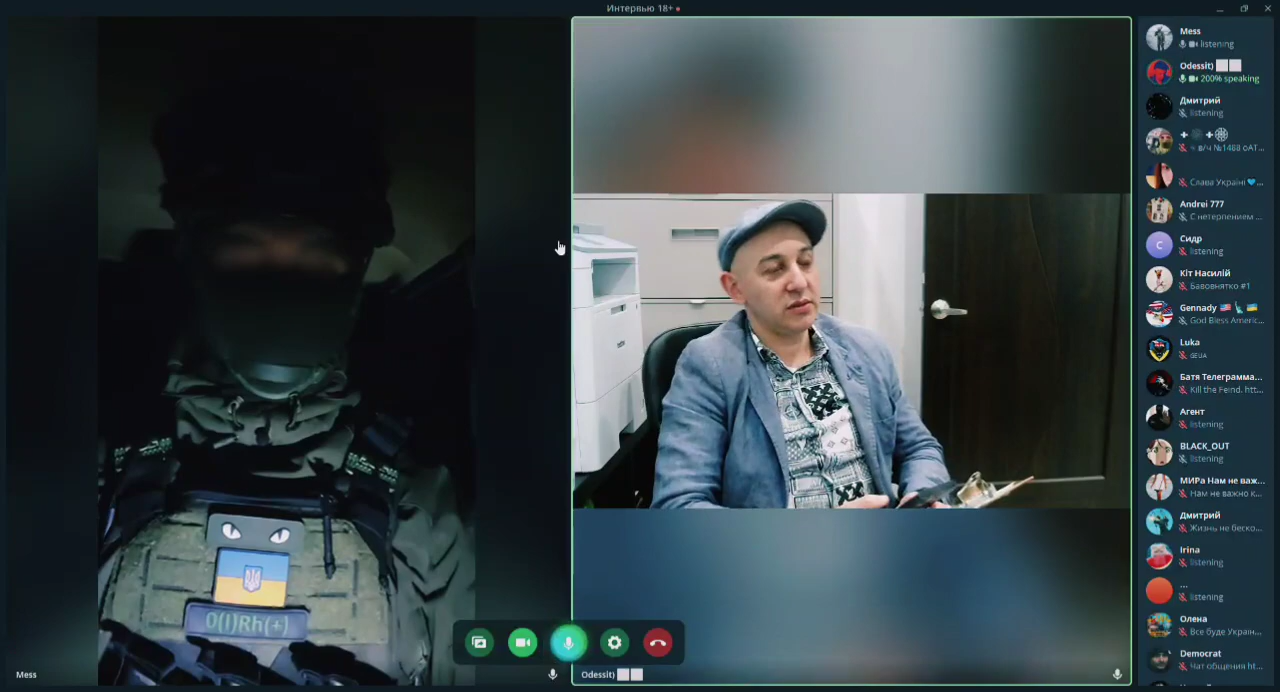 Интервью 18+
Mess
listening
Odessit)
200% speaking
Дмитрий
listening
в/ч №1488 оАТ...
Слава Україні 💙...
Andrei 777
С нетерпением ...
С
Сидр
listening
Кіт Насилій
Бавовнятко #1
Gennady 🇺🇸 🗽 🇺🇦
God Bless Americ...
Luka
GEUA
Батя Телеграмма...
Kill the Feind. htt...
Агент
listening
BLACK_OUT
listening
МИРа Нам не важ...
Нам не важно к...
Дмитрий
Жизнь не беско...
Irina
listening
...
listening
Олена
Все буде Україн...
Democrat
Чат общения ht...
0(I)Rh(+)
Mess
Odessit)